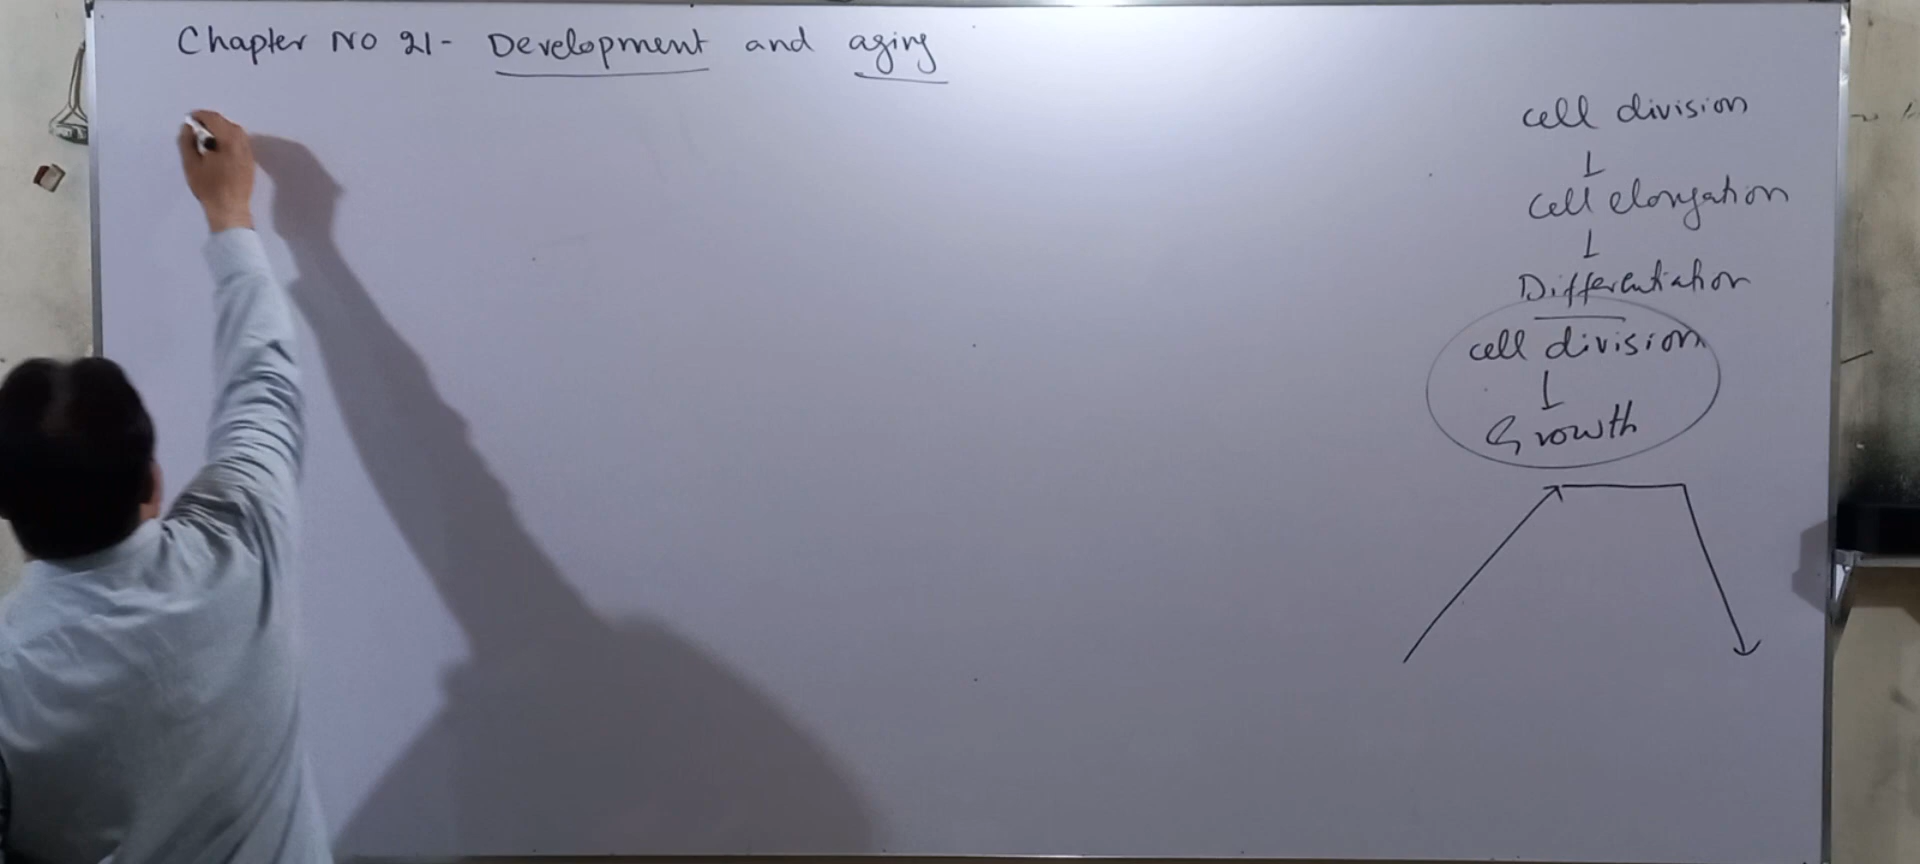 Chapter No 21- Development and aging
cell division
cell elongation
Differentiation
cell division
Growth